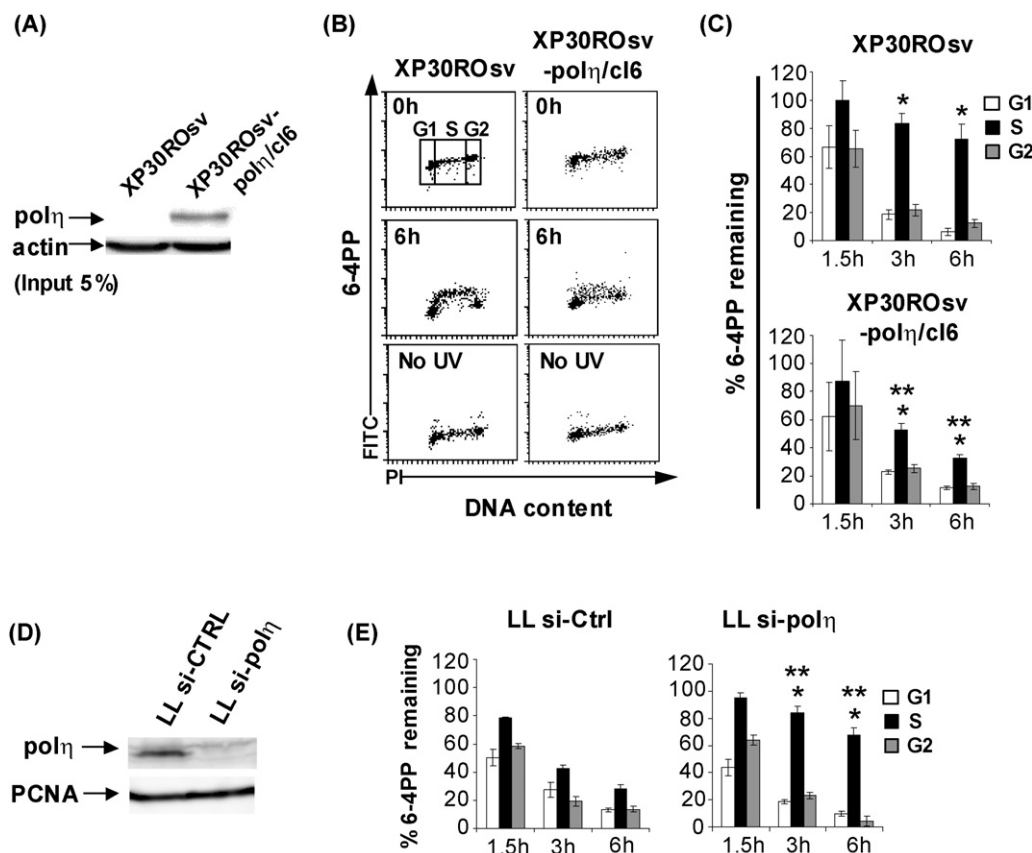 (A)
XP30ROsv
XP30ROsv-
polη/cl6
polη
actin
(Input 5%)
(B)
XP30ROsv
XP30ROsv
-polη/cl6
0h
G1 S G2
0h
6h
6h
No UV
No UV
6-4PP
FITC
PI
DNA content
(C)
XP30ROsv
120
100
80
60
40
20
0
*
*
G1
S
G2
1.5h 3h 6h
XP30ROsv
-polη/cl6
120
100
80
60
40
20
0
**
*
**
*
1.5h 3h 6h
% 6-4PP remaining
(D)
LL si-CTRL
LL si-polη
polη
PCNA
(E)
LL si-Ctrl
% 6-4PP remaining
120
100
80
60
40
20
0
1.5h 3h 6h
LL si-polη
120
100
80
60
40
20
0
**
*
**
*
G1
S
G2
1.5h 3h 6h